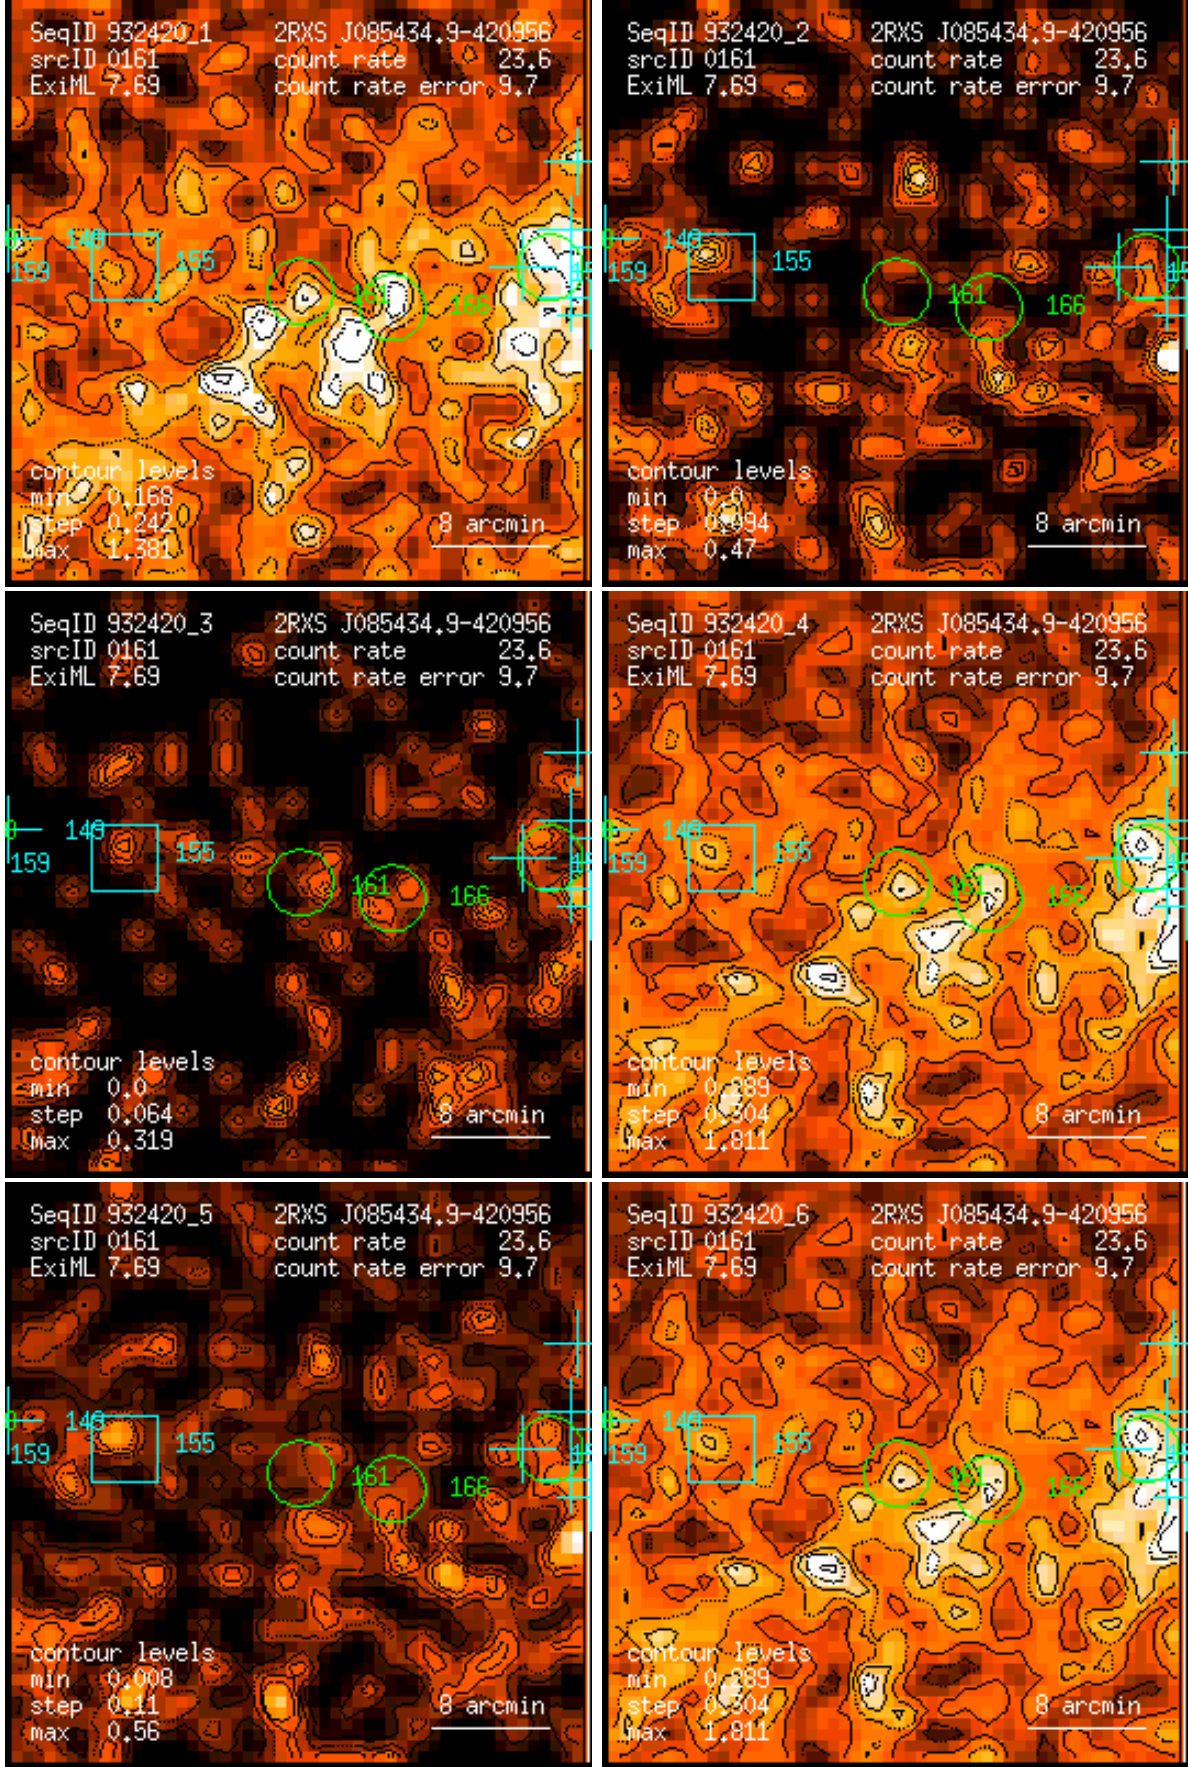 SeqID 932420_1 2RXS J085434.9-420956
srcID 0161 count rate 23.6
ExiML 7.69 count rate error 9.7
149
159 155
161 166
contour levels
min 0.168
step 0.242 8 arcmin
max 1.381
SeqID 932420_2 2RXS J085434.9-420956
srcID 0161 count rate 23.6
ExiML 7.69 count rate error 9.7
149
159 155
161 166
contour levels
min 0.0
step 0.094 8 arcmin
max 0.47
SeqID 932420_3 2RXS J085434.9-420956
srcID 0161 count rate 23.6
ExiML 7.69 count rate error 9.7
149
159 155
161 166
contour levels
min 0.0
step 0.064 8 arcmin
max 0.319
SeqID 932420_4 2RXS J085434.9-420956
srcID 0161 count rate 23.6
ExiML 7.69 count rate error 9.7
149
159 155
161 166
contour levels
min 0.289
step 0.304 8 arcmin
max 1.811
SeqID 932420_5 2RXS J085434.9-420956
srcID 0161 count rate 23.6
ExiML 7.69 count rate error 9.7
149
159 155
161 166
contour levels
min 0.008
step 0.11 8 arcmin
max 0.56
SeqID 932420_6 2RXS J085434.9-420956
srcID 0161 count rate 23.6
ExiML 7.69 count rate error 9.7
149
159 155
161 166
contour levels
min 0.289
step 0.304 8 arcmin
max 1.811